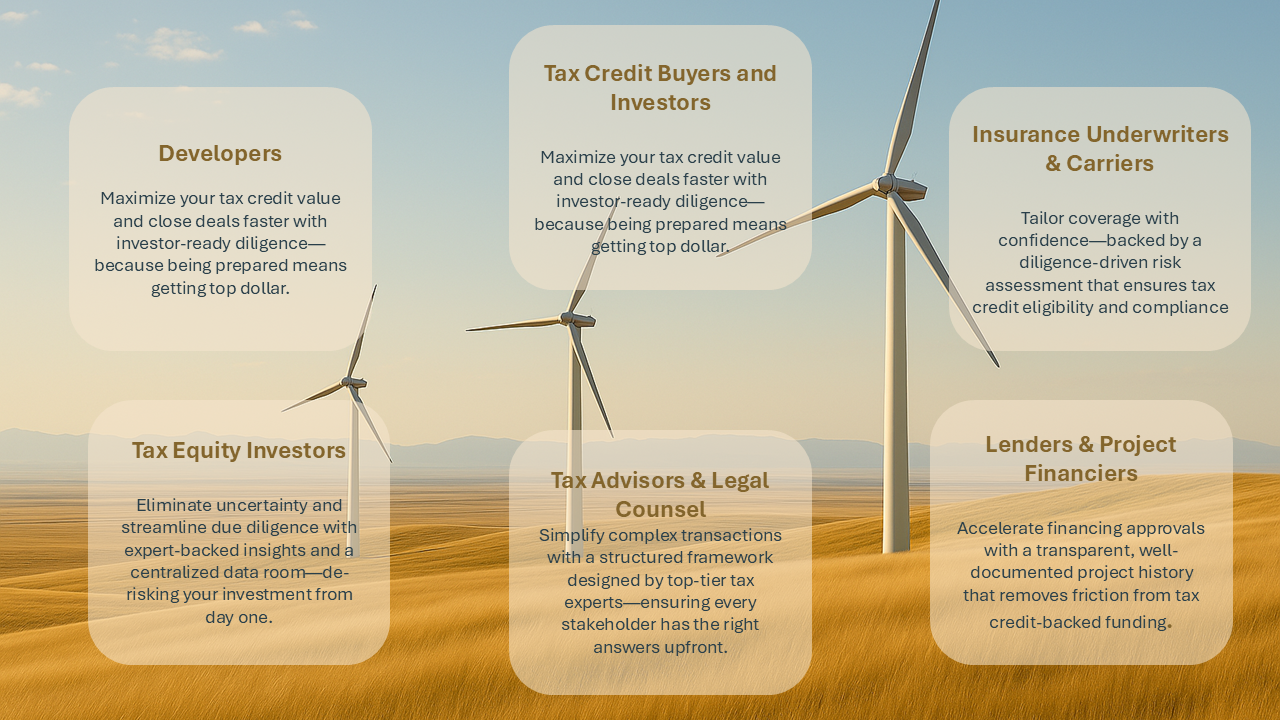 Developers
Maximize your tax credit value
and close deals faster with
investor-ready diligence—
because being prepared means
getting top dollar.
Tax Credit Buyers and
Investors
Maximize your tax credit value
and close deals faster with
investor-ready diligence—
because being prepared means
getting top dollar.
Insurance Underwriters
& Carriers
Tailor coverage with
confidence—backed by a
diligence-driven risk
assessment that ensures tax
credit eligibility and compliance
Tax Equity Investors
Eliminate uncertainty and
streamline due diligence with
expert-backed insights and a
centralized data room—de-
risking your investment from
day one.
Tax Advisors & Legal
Counsel
Simplify complex transactions
with a structured framework
designed by top-tier tax
experts—ensuring every
stakeholder has the right
answers upfront.
Lenders & Project
Financiers
Accelerate financing approvals
with a transparent, well-
documented project history
that removes friction from tax
credit-backed funding.